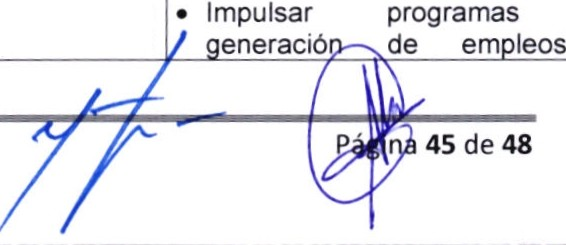 • Impulsar programas
generación de empleos
Página 45 de 48